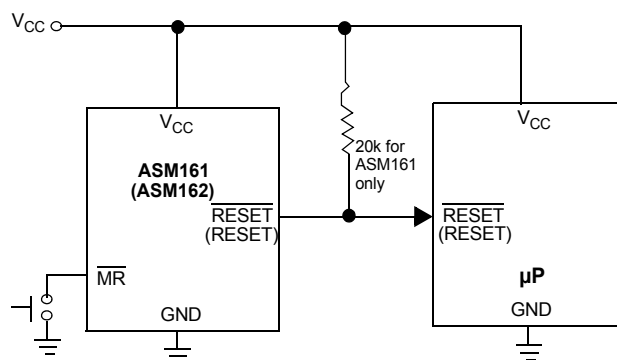 VCC
VCC
ASM161
(ASM162)
RESET
(RESET)
MR
GND
20k for
ASM161
only
VCC
RESET
(RESET)
µP
GND